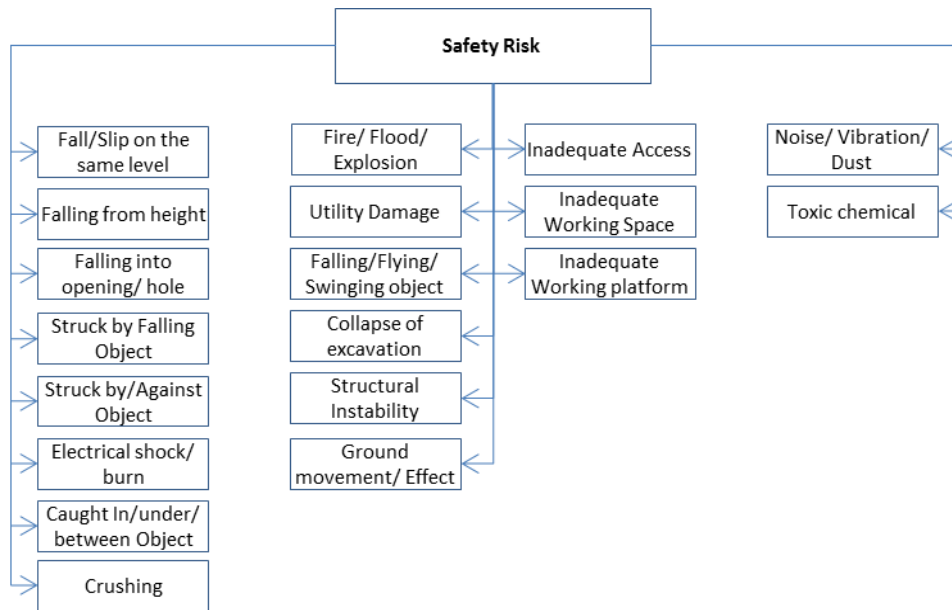 Safety Risk
Fall/Slip on the
same level
Falling from height
Falling into
opening/ hole
Struck by Falling
Object
Struck by/Against
Object
Electrical shock/
burn
Caught In/under/
between Object
Crushing
Fire/ Flood/
Explosion
Utility Damage
Falling/Flying/
Swinging object
Collapse of
excavation
Structural
Instability
Ground
movement/ Effect
Inadequate Access
Inadequate
Working Space
Inadequate
Working platform
Noise/ Vibration/
Dust
Toxic chemical